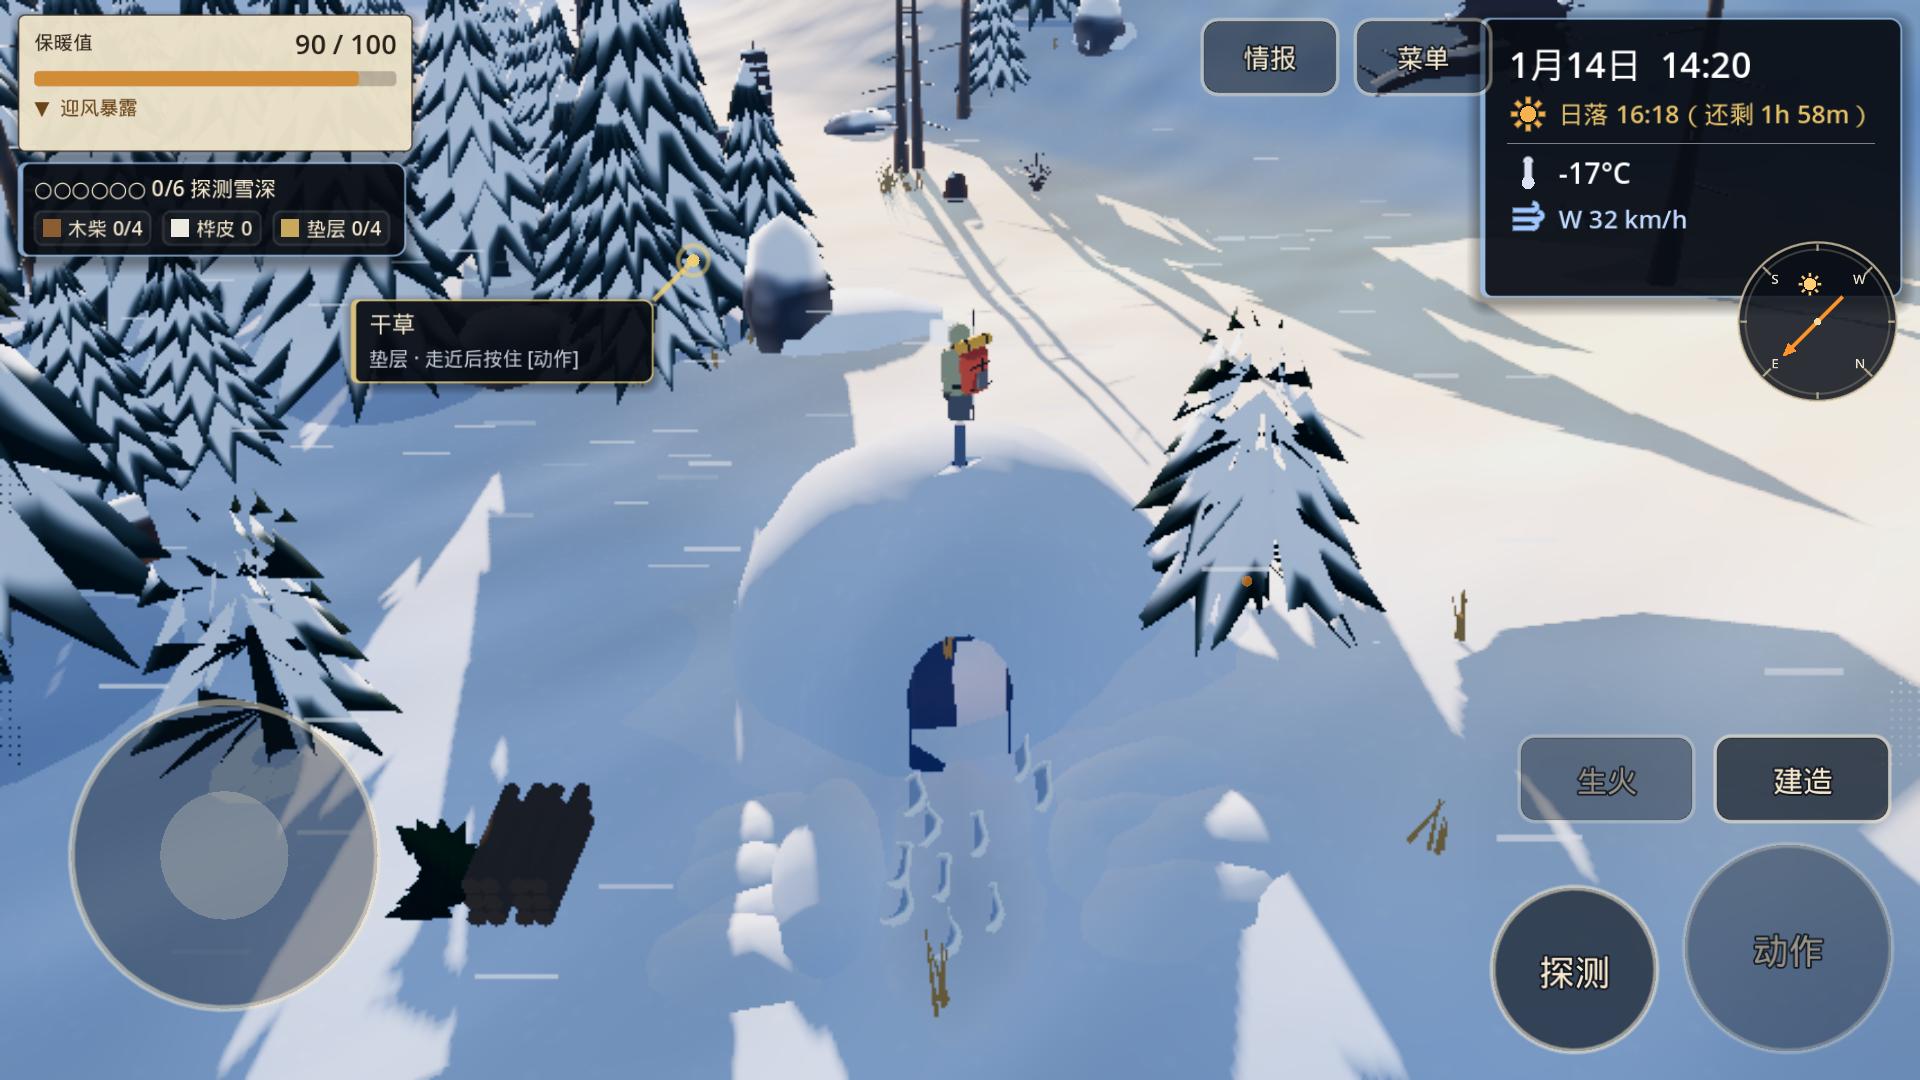 保暖值 90 / 100
▼ 迎风暴露
○○○○○○ 0/6 探测雪深
木柴 0/4 桦皮 0 垫层 0/4
干草
垫层 · 走近后按住 [动作]
情报
菜单
1月14日 14:20
日落 16:18 ( 还剩 1h 58m )
-17°C
W 32 km/h
S W
E N
生火
建造
探测
动作